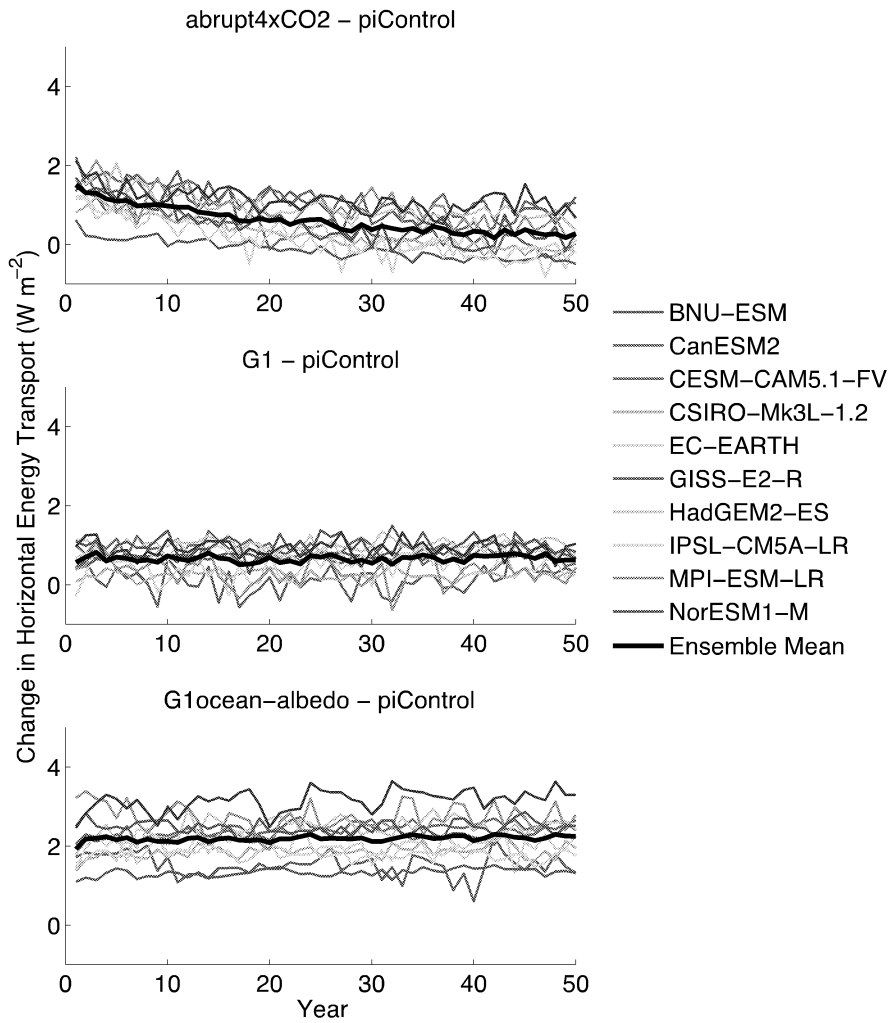 abrupt4xCO2 − piControl
4
2
0
0 10 20 30 40 50
G1 − piControl
4
2
0
0 10 20 30 40 50
G1ocean−albedo − piControl
4
2
0
0 10 20 30 40 50
Year
Change in Horizontal Energy Transport (W m−2)
BNU−ESM
CanESM2
CESM−CAM5.1−FV
CSIRO−Mk3L−1.2
EC−EARTH
GISS−E2−R
HadGEM2−ES
IPSL−CM5A−LR
MPI−ESM−LR
NorESM1−M
Ensemble Mean